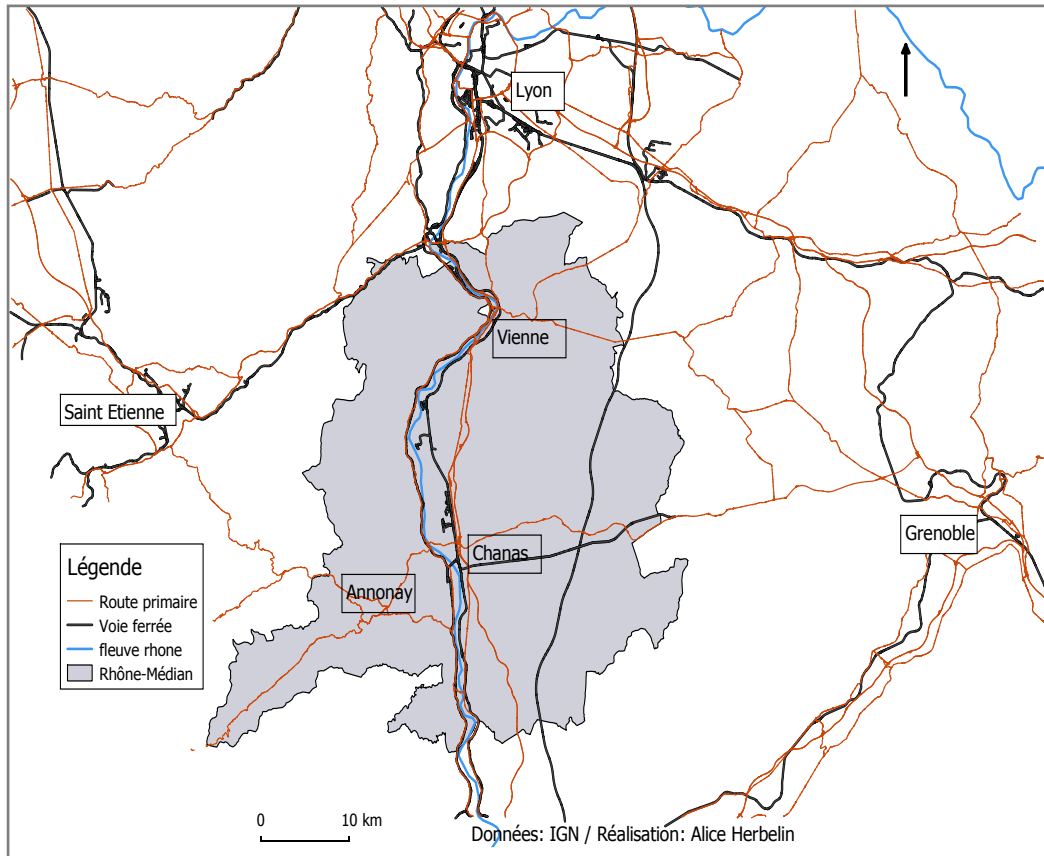 Lyon
Vienne
Saint Etienne
Grenoble
Chanas
Annonay
Légende
Route primaire
Voie ferrée
fleuve rhone
Rhône-Médian
0 10 km
Données: IGN / Réalisation: Alice Herbelin